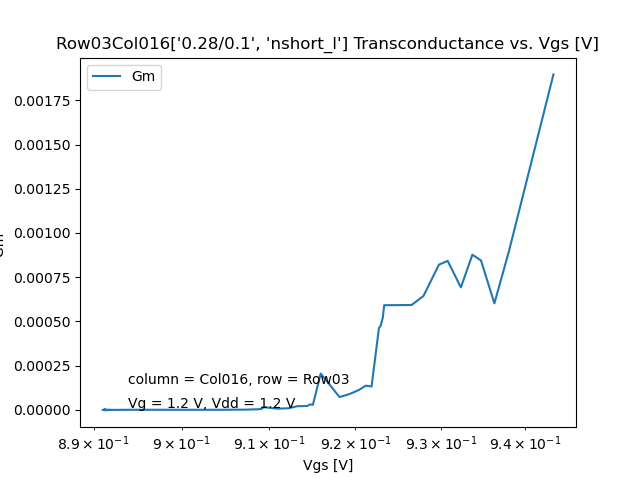 Row03Col016['0.28/0.1', 'nshort_l'] Transconductance vs. Vgs [V]
Gm
0.00175
0.00150
0.00125
0.00100
0.00075
0.00050
0.00025
0.00000
column = Col016, row = Row03
Vg = 1.2 V, Vdd = 1.2 V
8.9 × 10⁻¹ 9 × 10⁻¹ 9.1 × 10⁻¹ 9.2 × 10⁻¹ 9.3 × 10⁻¹ 9.4 × 10⁻¹
Vgs [V]